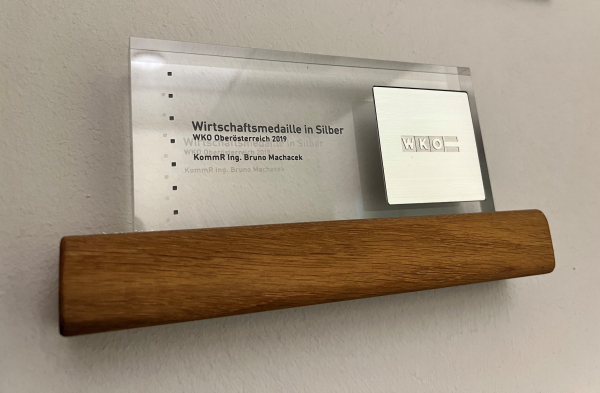 Wirtschaftsmedaille in Silber
WKO Oberösterreich 2019
KommR Ing. Bruno Machacek
WKO